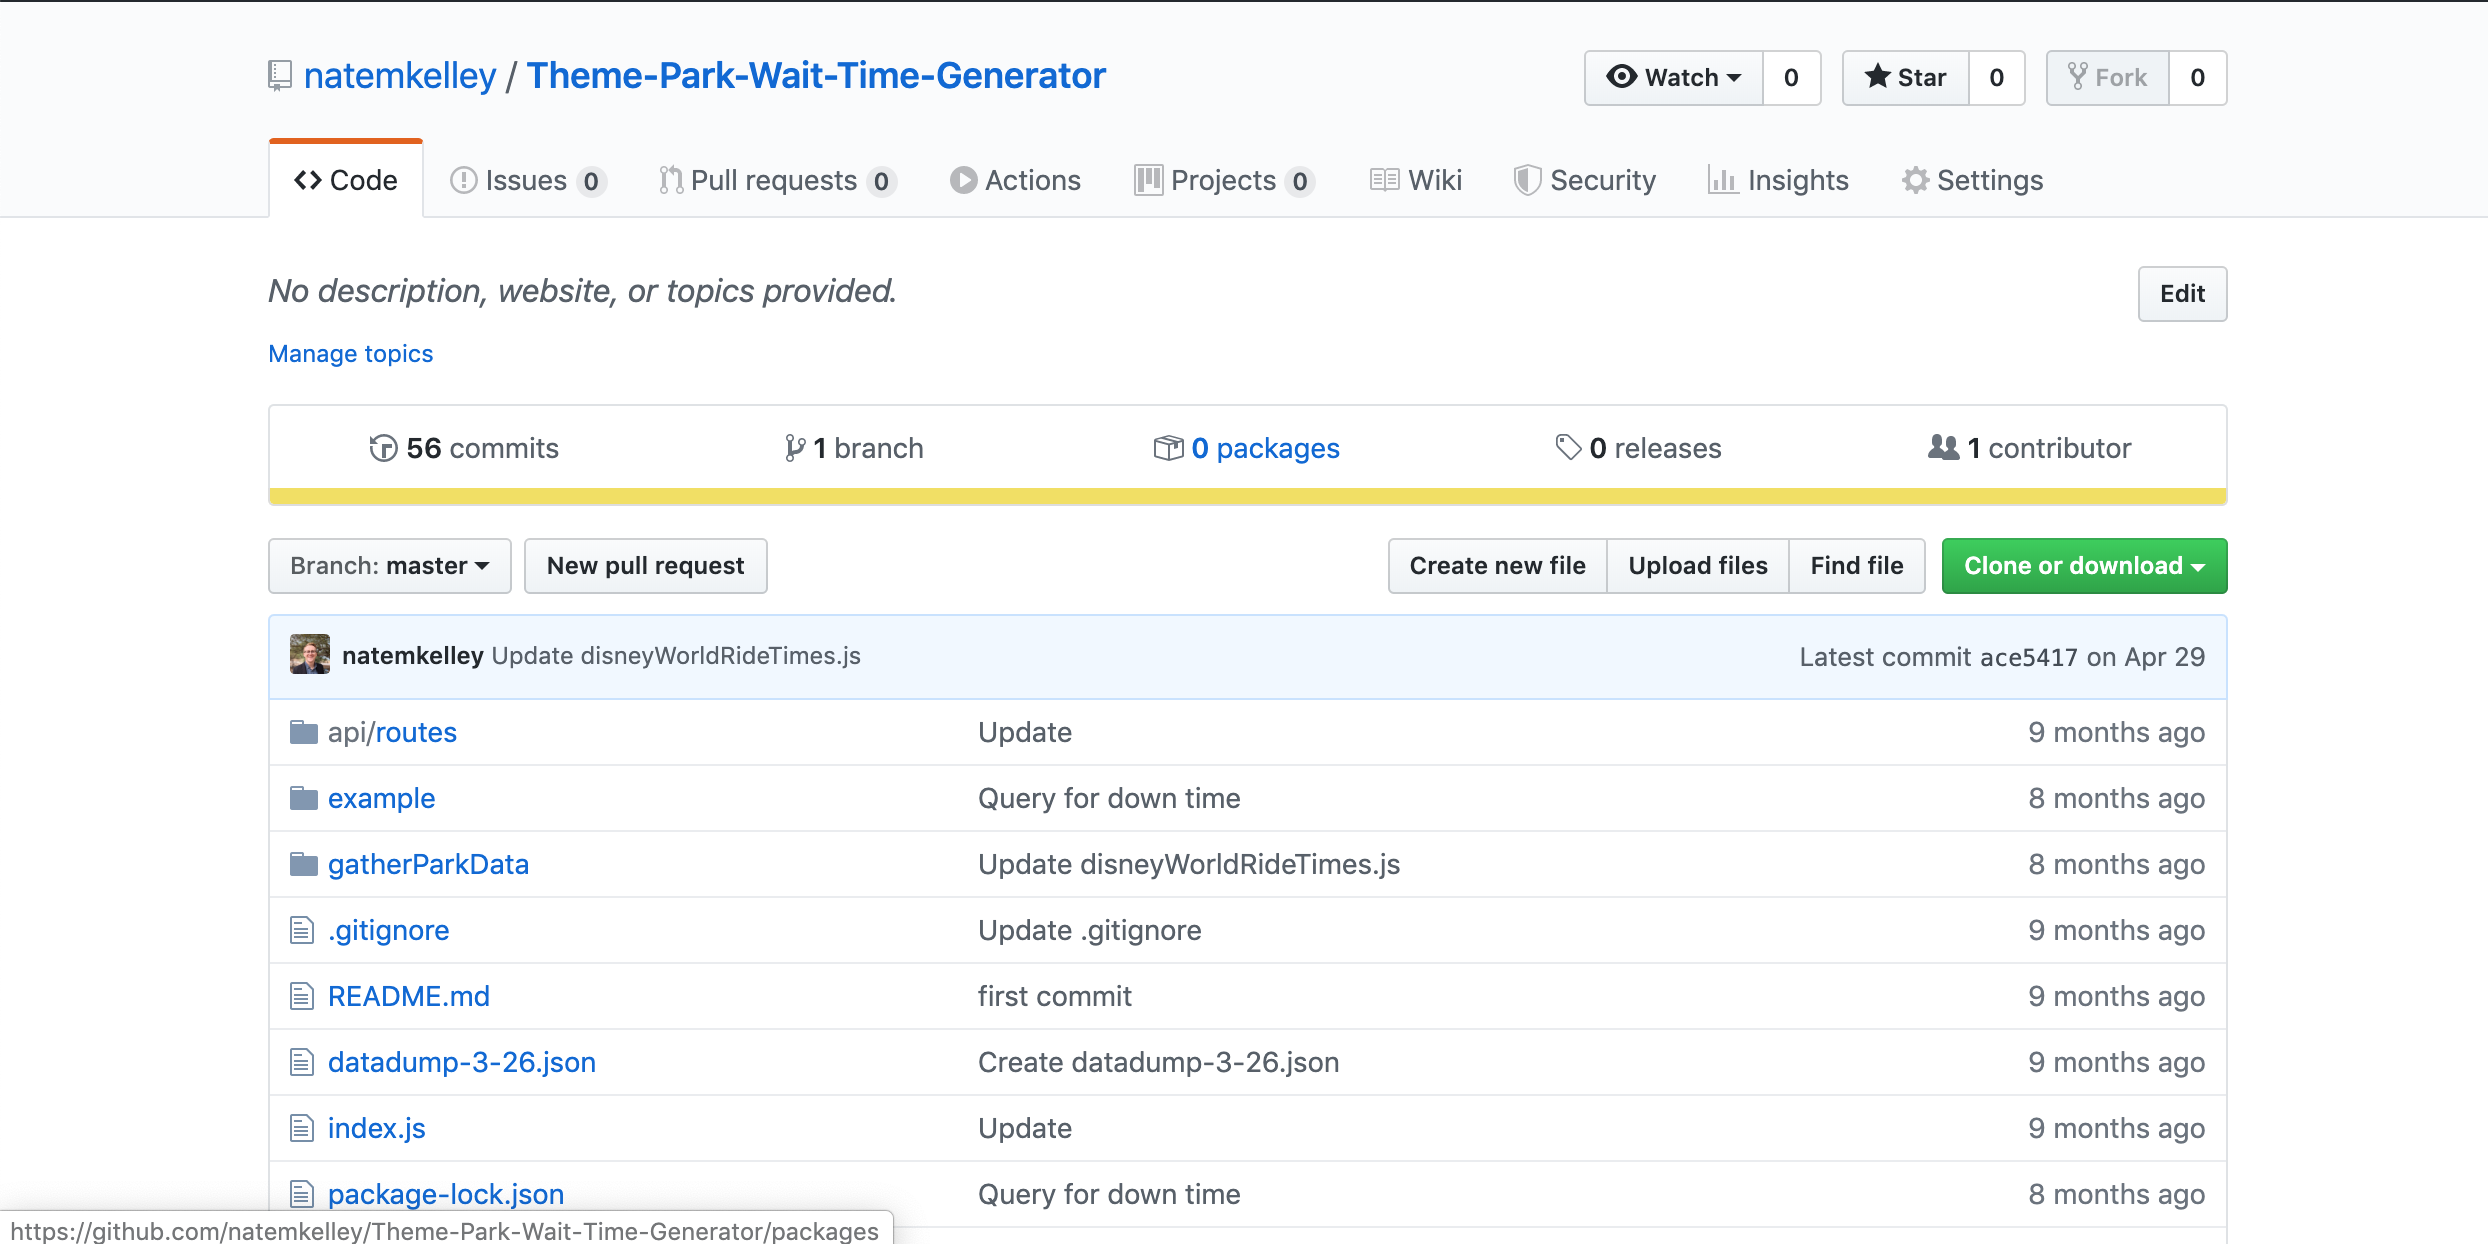 natemkelley / Theme-Park-Wait-Time-Generator
Watch 0 Star 0 Fork 0
Code Issues 0 Pull requests 0 Actions Projects 0 Wiki Security Insights Settings
No description, website, or topics provided.
Edit
Manage topics
56 commits 1 branch 0 packages 0 releases 1 contributor
Branch: master New pull request Create new file Upload files Find file Clone or download
natemkelley Update disneyWorldRideTimes.js Latest commit ace5417 on Apr 29
api/routes Update 9 months ago
example Query for down time 8 months ago
gatherParkData Update disneyWorldRideTimes.js 8 months ago
.gitignore Update .gitignore 9 months ago
README.md first commit 9 months ago
datadump-3-26.json Create datadump-3-26.json 9 months ago
index.js Update 9 months ago
package-lock.json Query for down time 8 months ago
https://github.com/natemkelley/Theme-Park-Wait-Time-Generator/packages